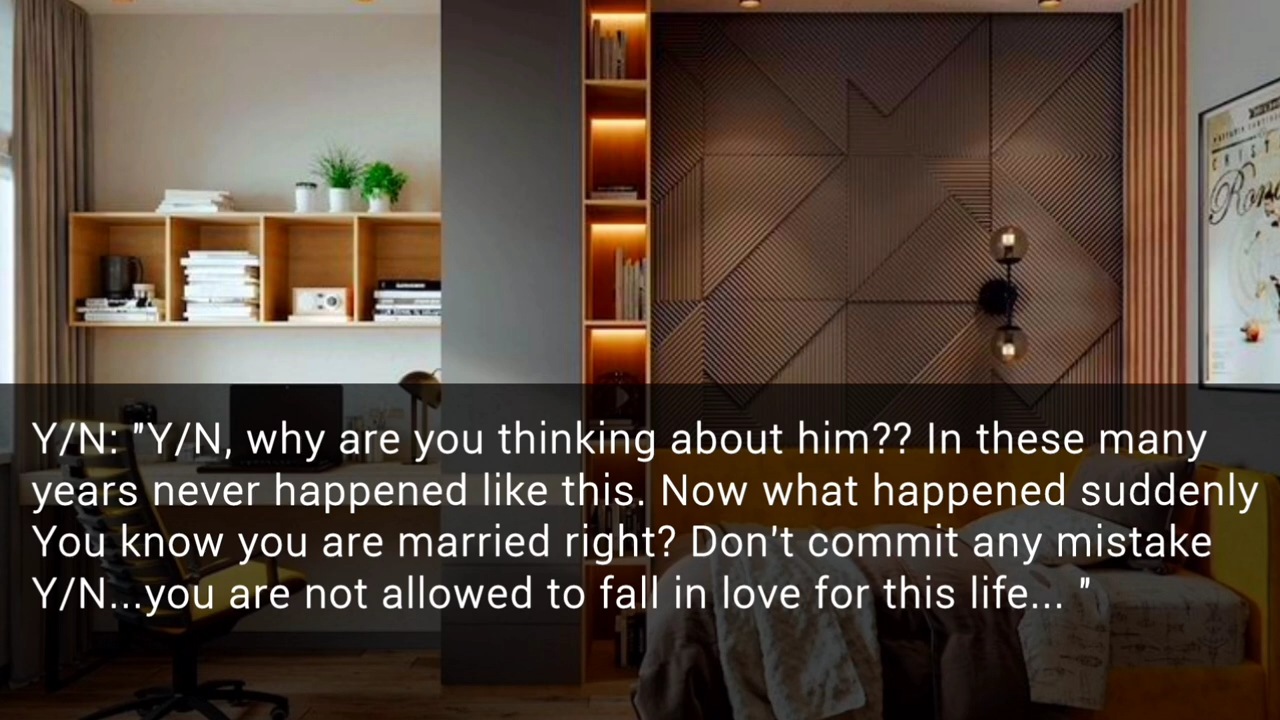 CHIST
Y/N: "Y/N, why are you thinking about him?? In these many
years never happened like this. Now what happened suddenly
You know you are married right? Don't commit any mistake
Y/N...you are not allowed to fall in love for this life... "